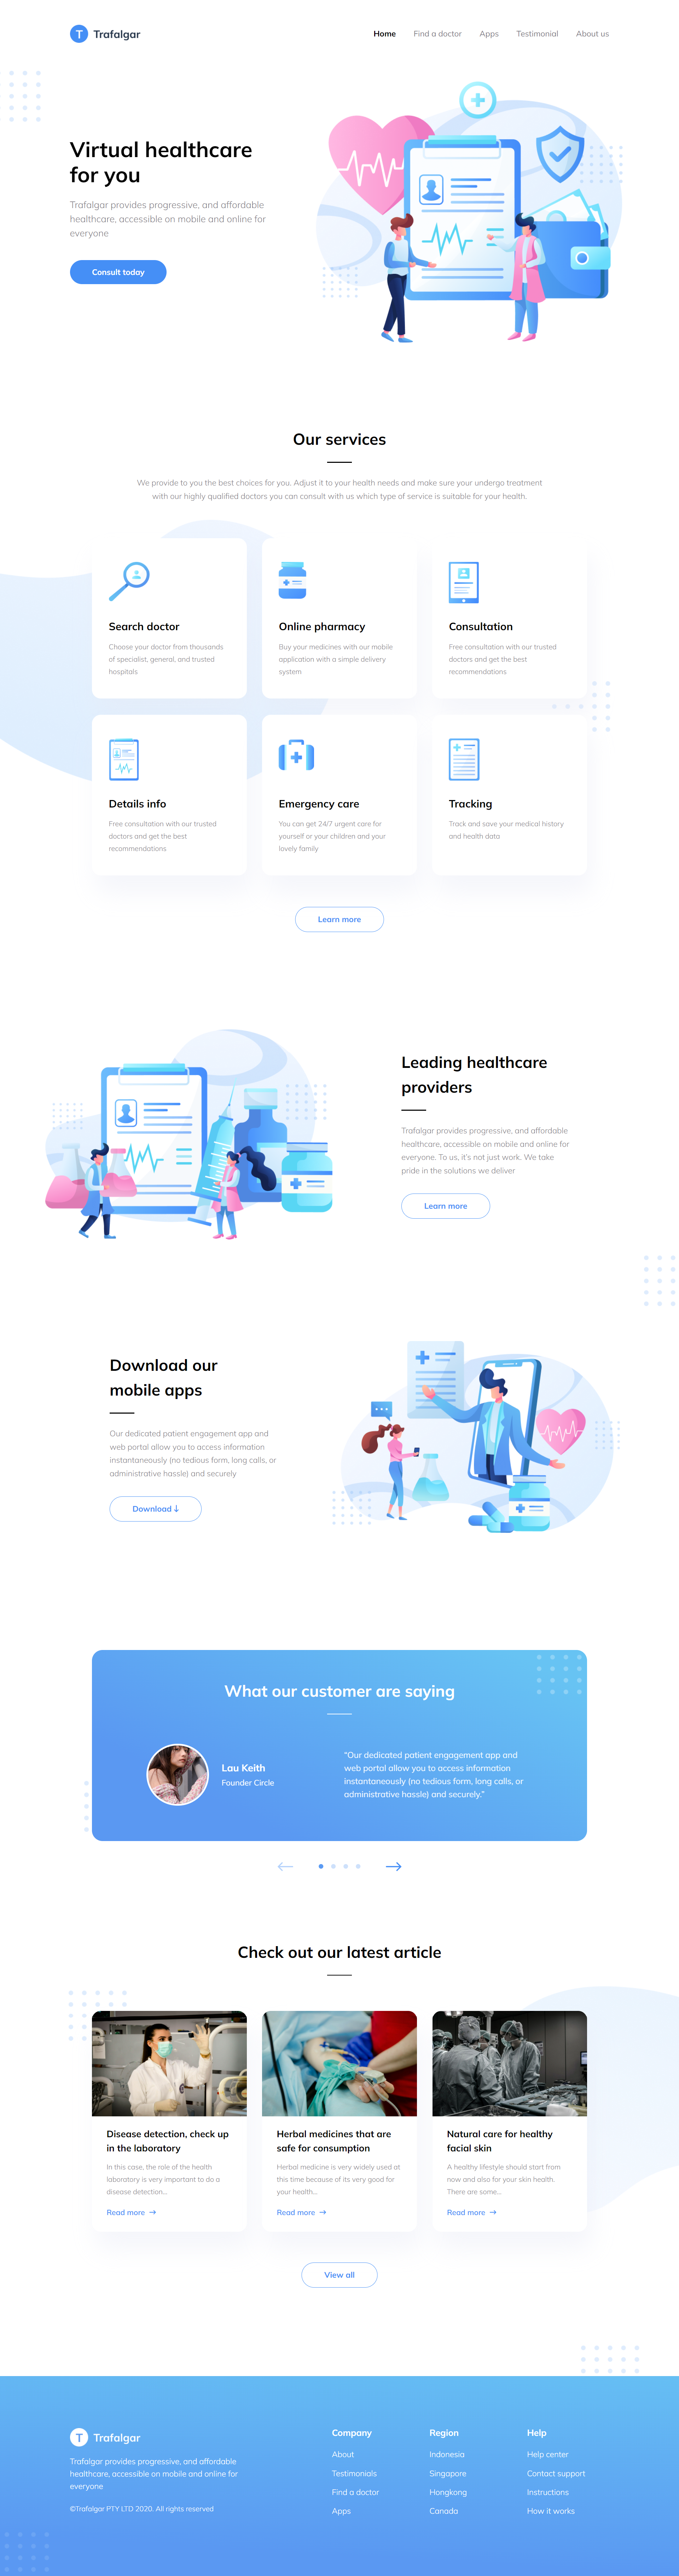 T Trafalgar
Home Find a doctor Apps Testimonial About us
Virtual healthcare
for you
Trafalgar provides progressive, and affordable
healthcare, accessible on mobile and online for
everyone
Consult today
Our services
We provide to you the best choices for you. Adjust it to your health needs and make sure your undergo treatment
with our highly qualified doctors you can consult with us which type of service is suitable for your health.
Search doctor
Choose your doctor from thousands
of specialist, general, and trusted
hospitals
Online pharmacy
Buy your medicines with our mobile
application with a simple delivery
system
Consultation
Free consultation with our trusted
doctors and get the best
recommendations
Details info
Free consultation with our trusted
doctors and get the best
recommendations
Emergency care
You can get 24/7 urgent care for
yourself or your children and your
lovely family
Tracking
Track and save your medical history
and health data
Learn more
Leading healthcare
providers
Trafalgar provides progressive, and affordable
healthcare, accessible on mobile and online for
everyone. To us, it's not just work. We take
pride in the solutions we deliver
Learn more
Download our
mobile apps
Our dedicated patient engagement app and
web portal allow you to access information
instantaneously (no tedious form, long calls, or
administrative hassle) and securely
Download ↓
What our customer are saying
Lau Keith
Founder Circle
"Our dedicated patient engagement app and
web portal allow you to access information
instantaneously (no tedious form, long calls, or
administrative hassle) and securely."
Check out our latest article
Disease detection, check up
in the laboratory
In this case, the role of the health
laboratory is very important to do a
disease detection...
Read more →
Herbal medicines that are
safe for consumption
Herbal medicine is very widely used at
this time because of its very good for
your health...
Read more →
Natural care for healthy
facial skin
A healthy lifestyle should start from
now and also for your skin health.
There are some...
Read more →
View all
T Trafalgar
Trafalgar provides progressive, and affordable
healthcare, accessible on mobile and online for
everyone
©Trafalgar PTY LTD 2020. All rights reserved
Company
About
Testimonials
Find a doctor
Apps
Region
Indonesia
Singapore
Hongkong
Canada
Help
Help center
Contact support
Instructions
How it works